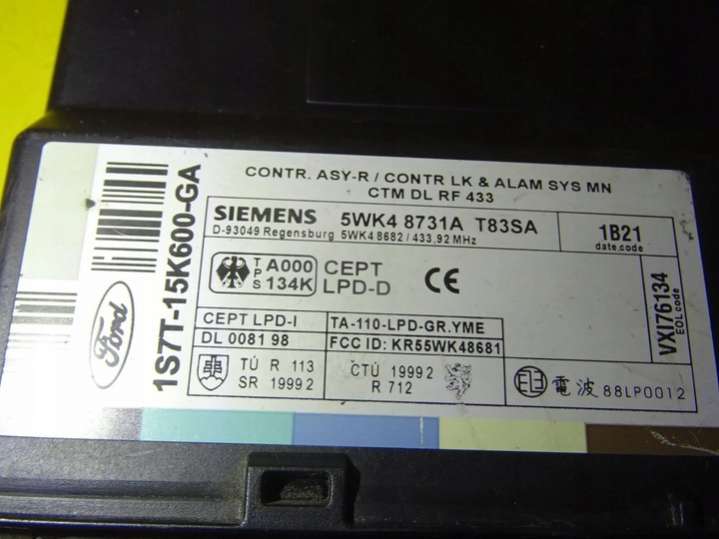 CONTR. ASY-R / CONTR LK & ALAM SYS MN
CTM DL RF 433
SIEMENS 5WK4 8731A T83SA
D-93049 Regensburg 5WK4 8682 / 433,92 MHz
1B21
date code
TPS A000
134K
CEPT
LPD-D
CE
CEPT LPD-I
DL 0081 98
TA-110-LPD-GR.YME
FCC ID: KR55WK48681
TÚ R 113
SR 1999 2
ČTÚ 1999 2
R 712
電波 88LP0012
VXI76134
EOL code
Ford
1S7T-15K600-GA